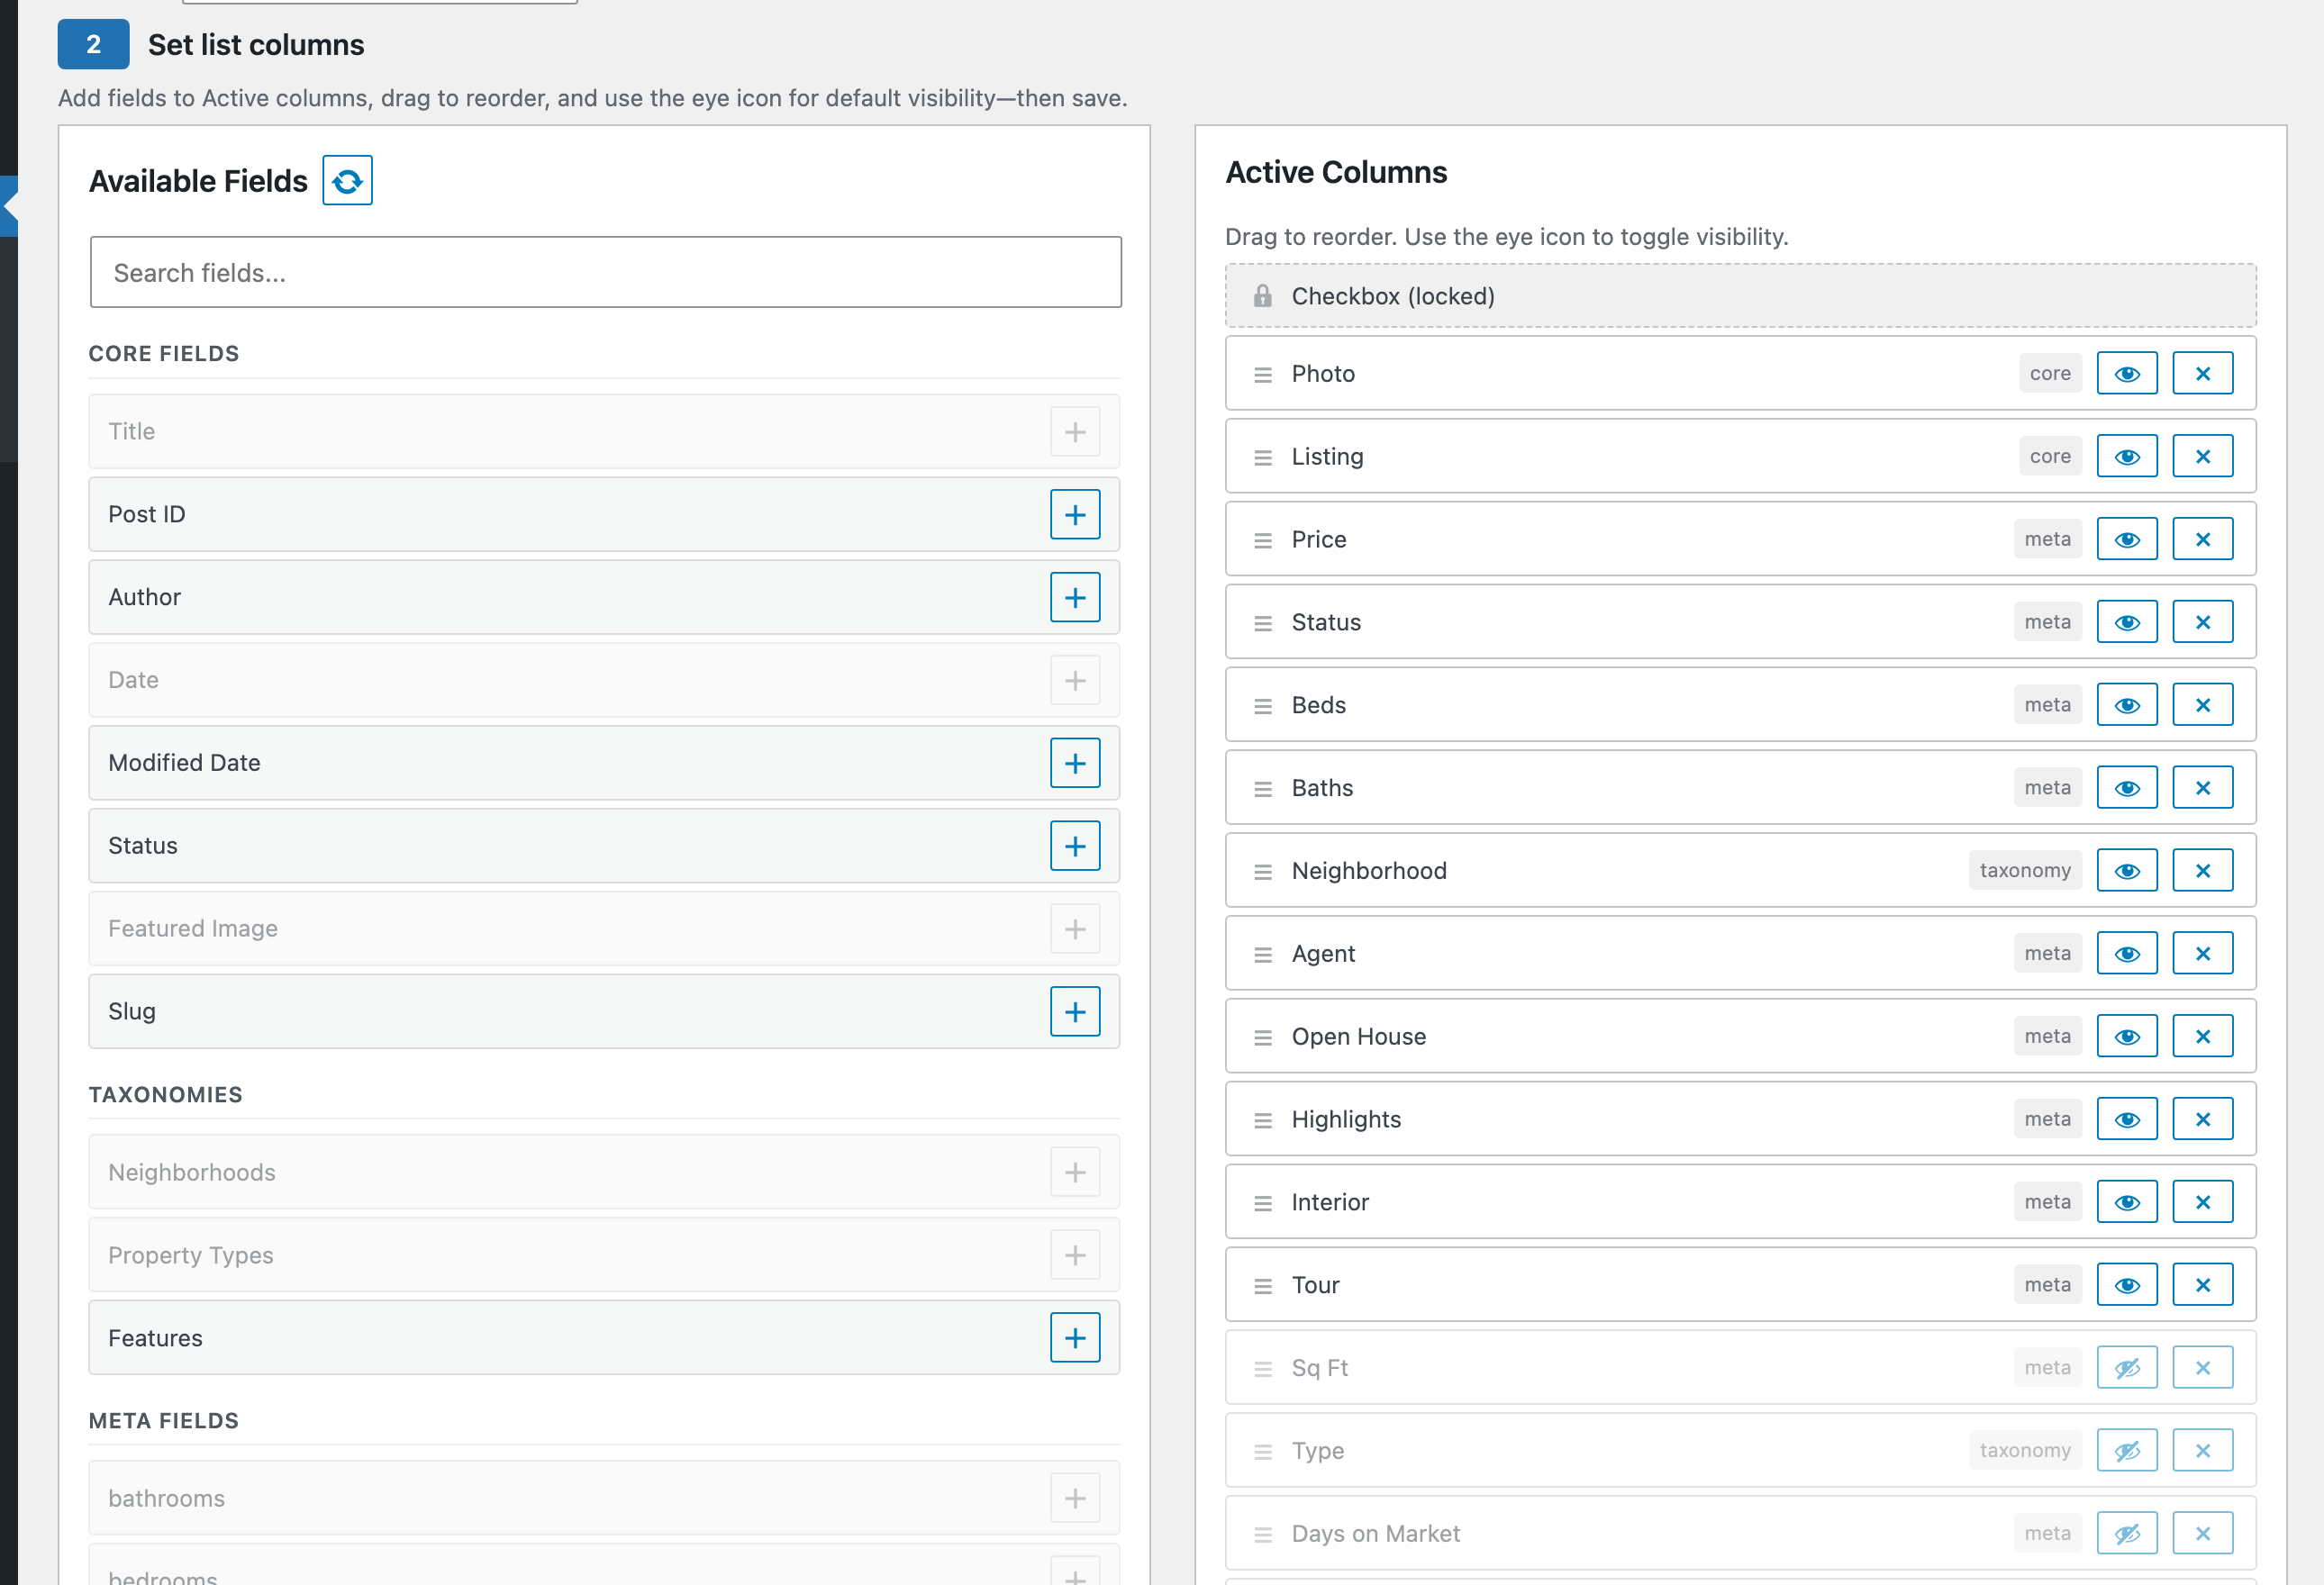 2 Set list columns
Add fields to Active columns, drag to reorder, and use the eye icon for default visibility—then save.
Available Fields
Search fields...
CORE FIELDS
Title
Post ID
Author
Date
Modified Date
Status
Featured Image
Slug
TAXONOMIES
Neighborhoods
Property Types
Features
META FIELDS
bathrooms
bedrooms
Active Columns
Drag to reorder. Use the eye icon to toggle visibility.
Checkbox (locked)
Photo core
Listing core
Price meta
Status meta
Beds meta
Baths meta
Neighborhood taxonomy
Agent meta
Open House meta
Highlights meta
Interior meta
Tour meta
Sq Ft meta
Type taxonomy
Days on Market meta